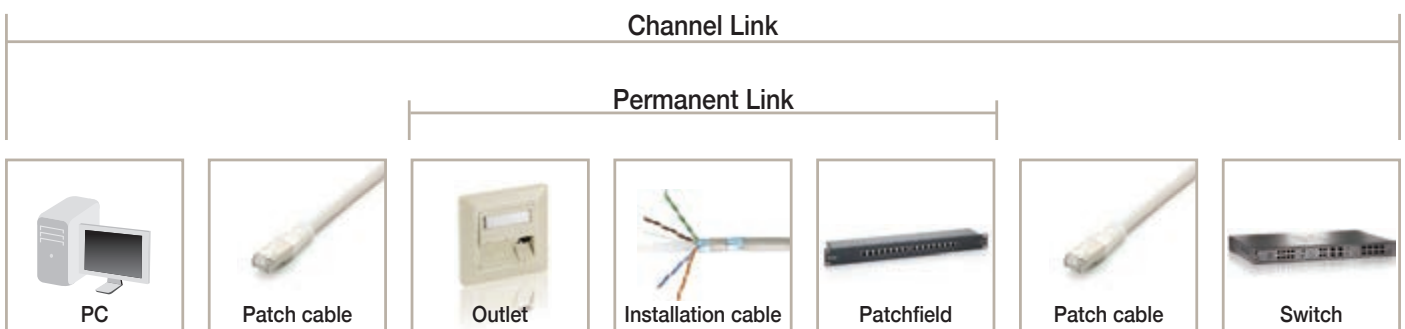 Channel Link
Permanent Link
PC
Patch cable
Outlet
Installation cable
Patchfield
Patch cable
Switch